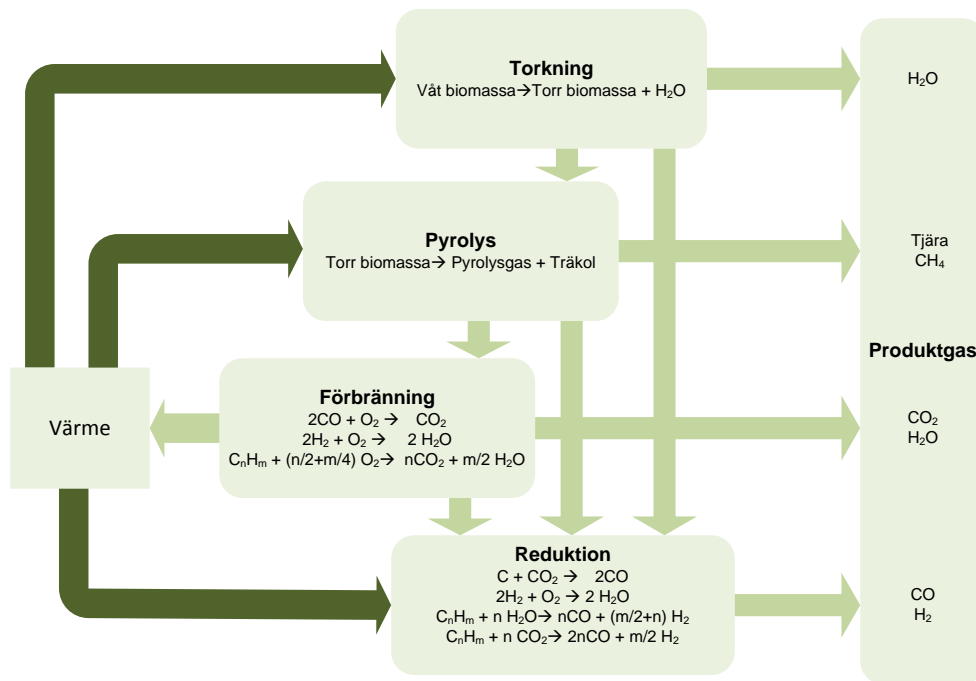 Torkning
Våt biomassa→Torr biomassa + H₂O
H₂O
Pyrolys
Torr biomassa→ Pyrolysgas + Träkol
Tjära
CH₄
Produktgas
Värme
Förbränning
2CO + O₂ → CO₂
2H₂ + O₂→ 2 H₂O
CₙHₘ + (n/2+m/4) O₂→ nCO₂ + m/2 H₂O
CO₂
H₂O
Reduktion
C + CO₂→ 2CO
2H₂ + O₂→ 2 H₂O
CₙHₘ + n H₂O→ nCO + (m/2+n) H₂
CₙHₘ + n CO₂→ 2nCO + m/2 H₂
CO
H₂